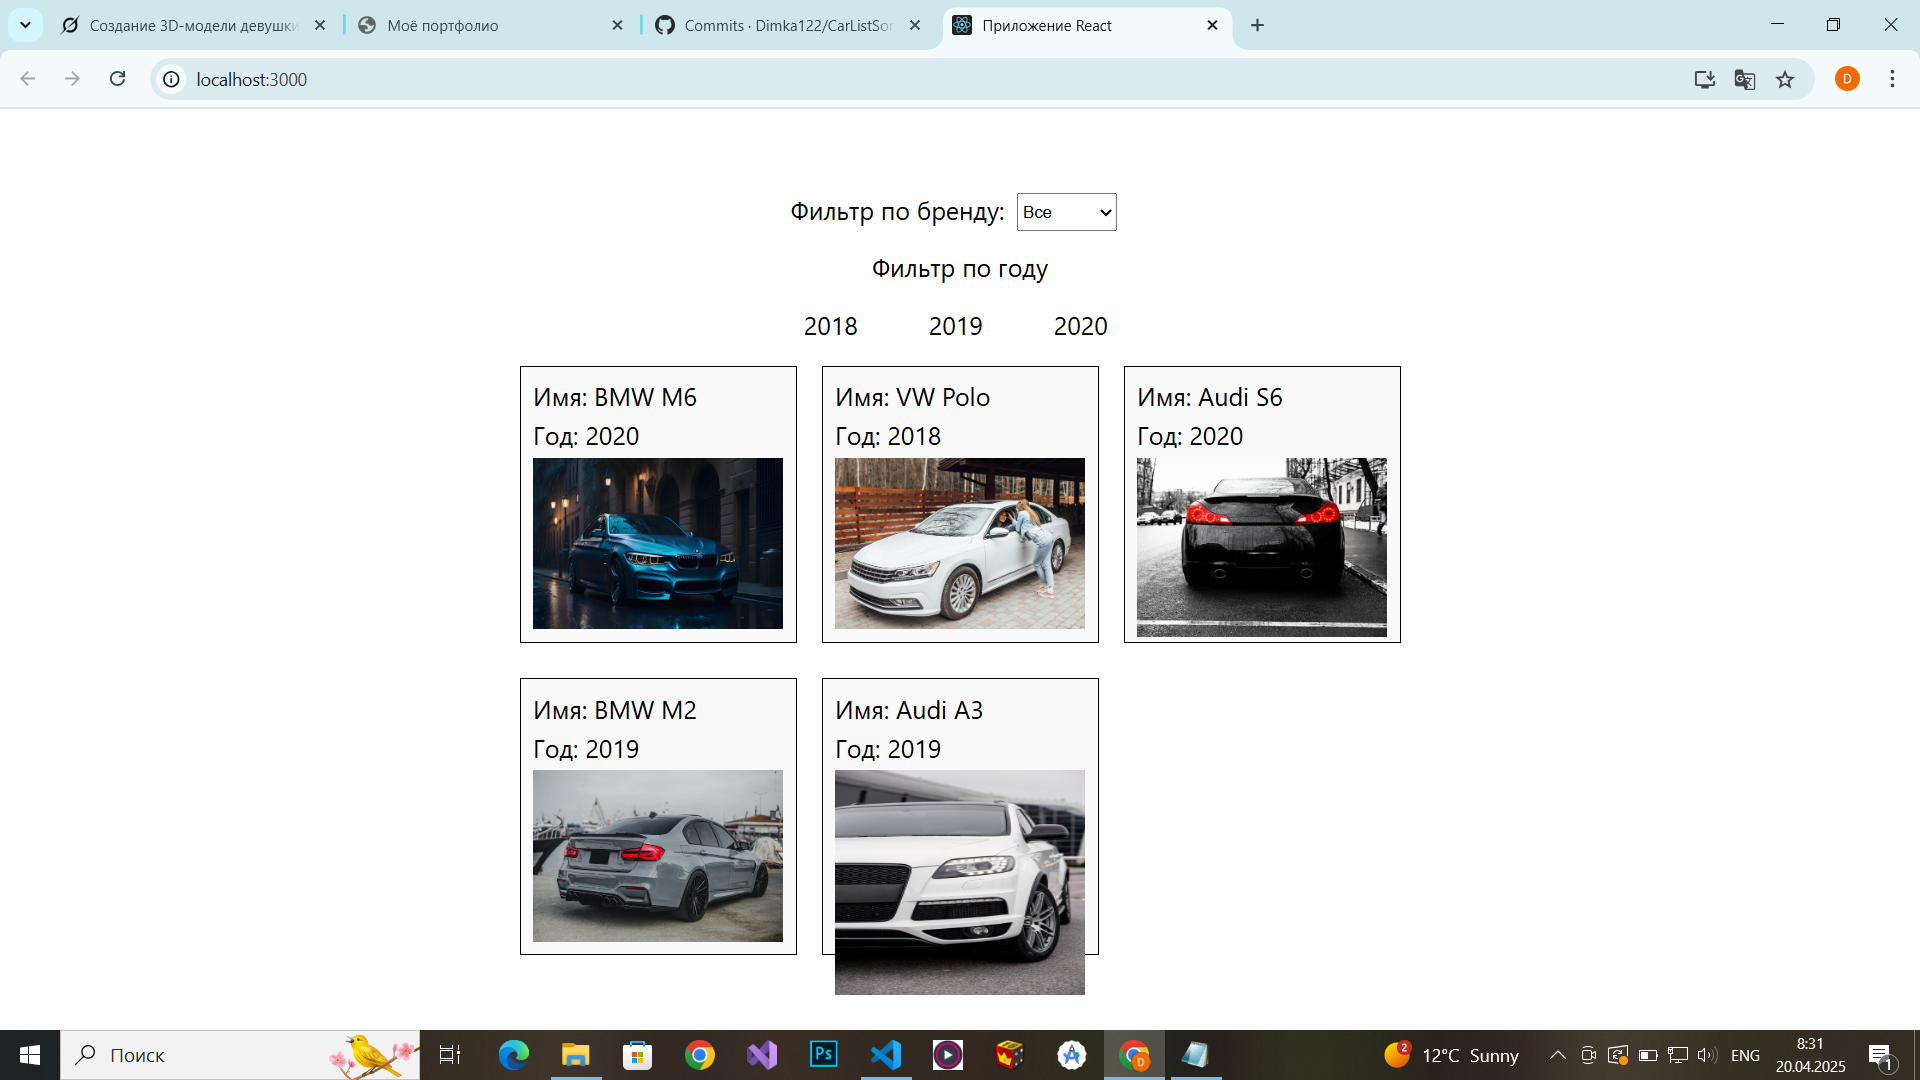 Создание 3D-модели девушки
Моё портфолио
Commits · Dimka122/CarListSor
Приложение React
localhost:3000
D
Фильтр по бренду: Все
Фильтр по году
2018 2019 2020
Имя: BMW M6
Год: 2020
Имя: VW Polo
Год: 2018
Имя: Audi S6
Год: 2020
Имя: BMW M2
Год: 2019
Имя: Audi A3
Год: 2019
Поиск
Ps
D
2
12°C Sunny
ENG
8:31
20.04.2025
1